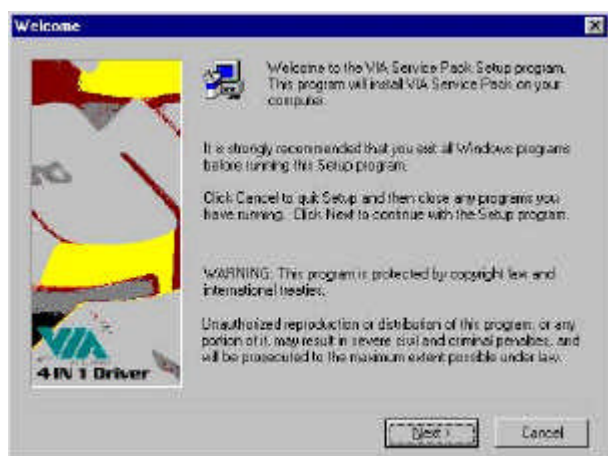 Welcome
Welcome to the VIA Service Pack Setup program.
This program will install VIA Service Pack on your
computer.
It is strongly recommended that you exit all Windows programs
before running this Setup program.
Click Cancel to quit Setup and then close any programs you
have running. Click Next to continue with the Setup program.
WARNING: This program is protected by copyright law and
international treaties.
Unauthorized reproduction or distribution of this program, or any
portion of it, may result in severe civil and criminal penalties, and
will be prosecuted to the maximum extent possible under law.
VIA
4 IN 1 Driver
Next >
Cancel